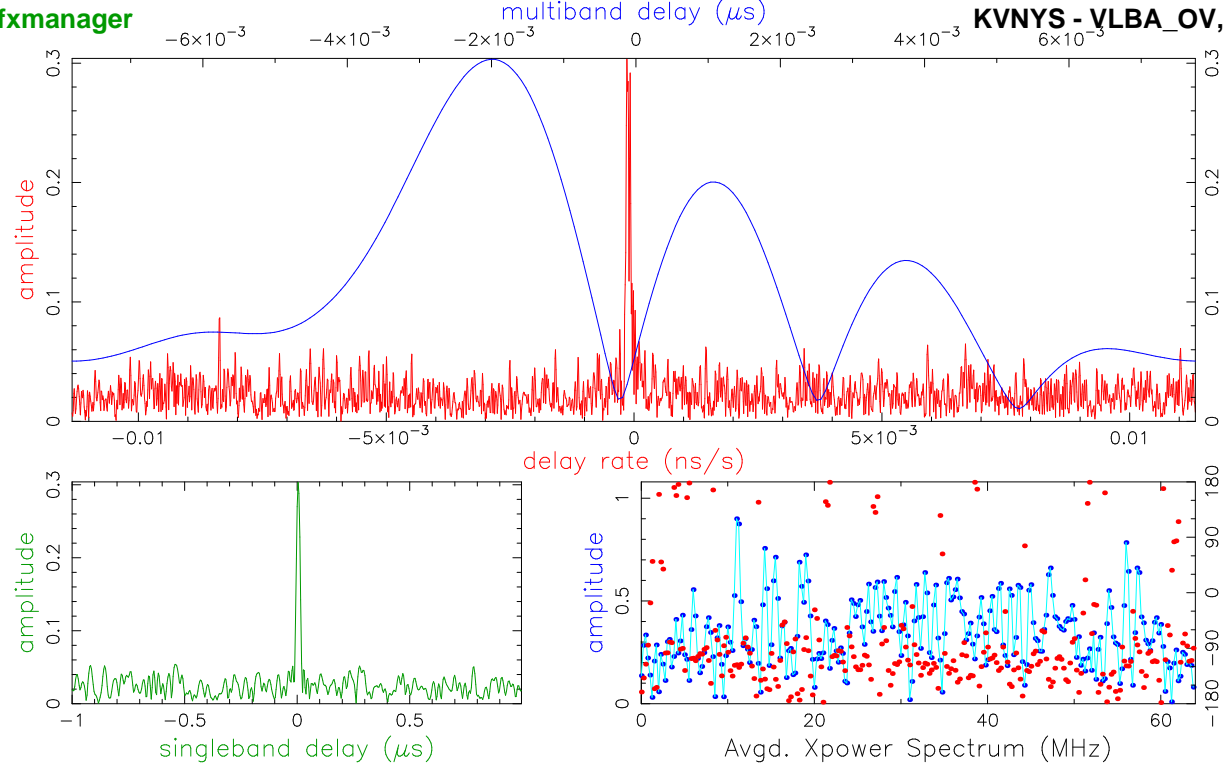 multiband delay (μs)
fxmanager
KVNYS - VLBA_OV,
−6×10⁻³ −4×10⁻³ −2×10⁻³ 0 2×10⁻³ 4×10⁻³ 6×10⁻³
amplitude
0 0.1 0.2 0.3
0 0.1 0.2 0.3
−0.01 −5×10⁻³ 0 5×10⁻³ 0.01
delay rate (ns/s)
amplitude
0 0.1 0.2 0.3
−1 −0.5 0 0.5
singleband delay (μs)
amplitude
0 0.5 1
−180 −90 0 90 180
0 20 40 60
Avgd. Xpower Spectrum (MHz)